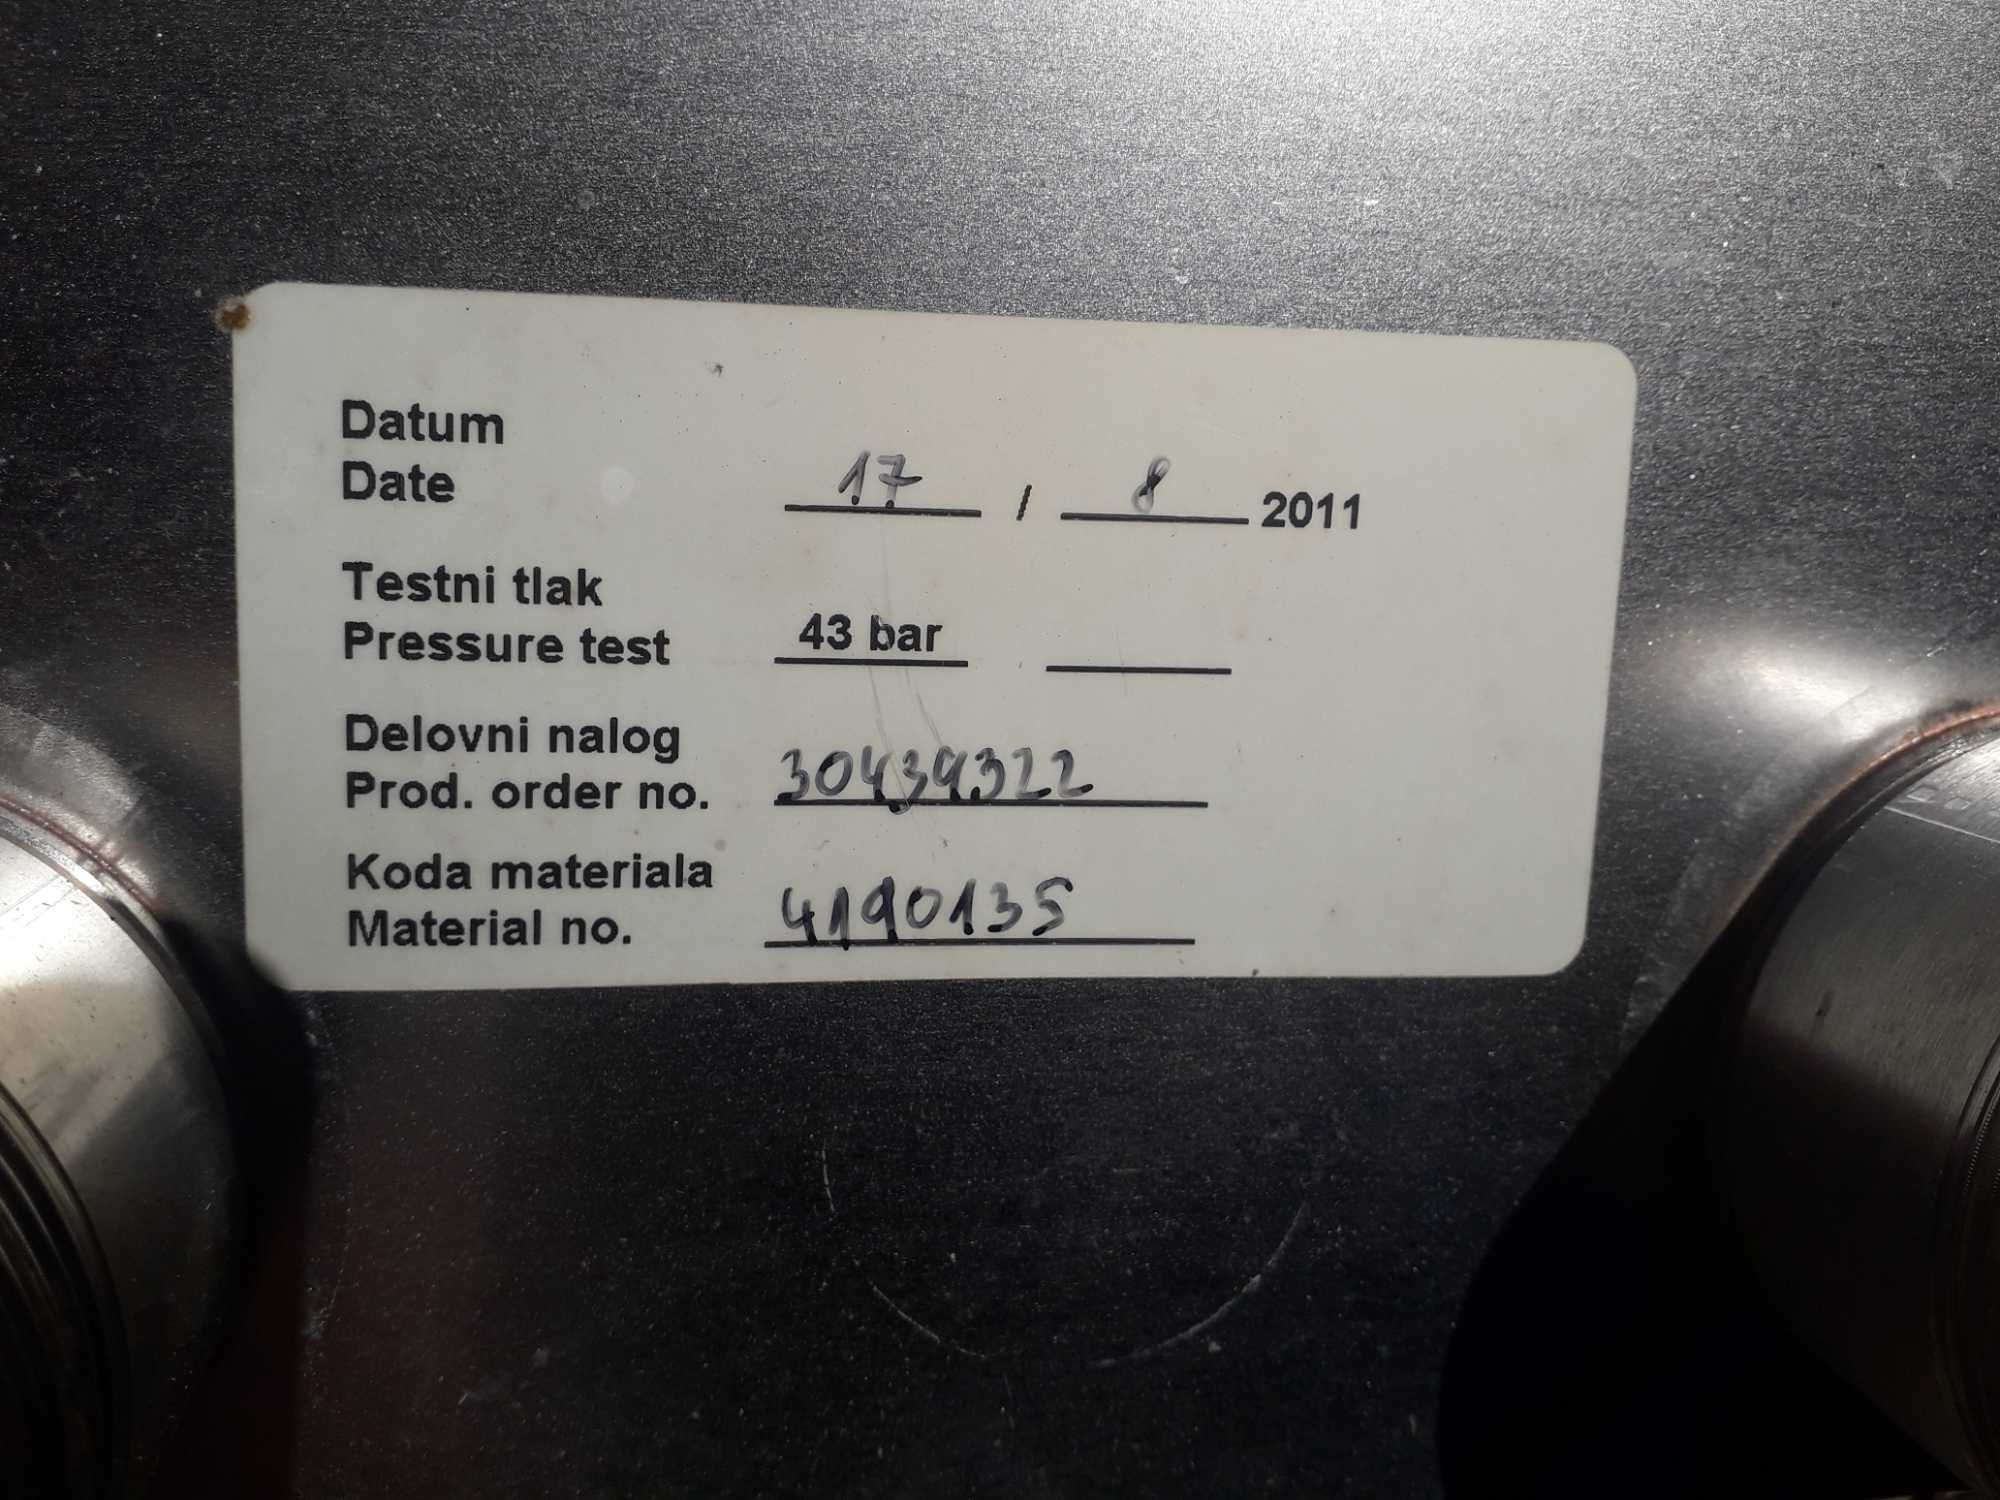 Datum
Date 17 / 8 2011
Testni tlak
Pressure test 43 bar
Delovni nalog
Prod. order no. 30439322
Koda materiala
Material no. 4190135